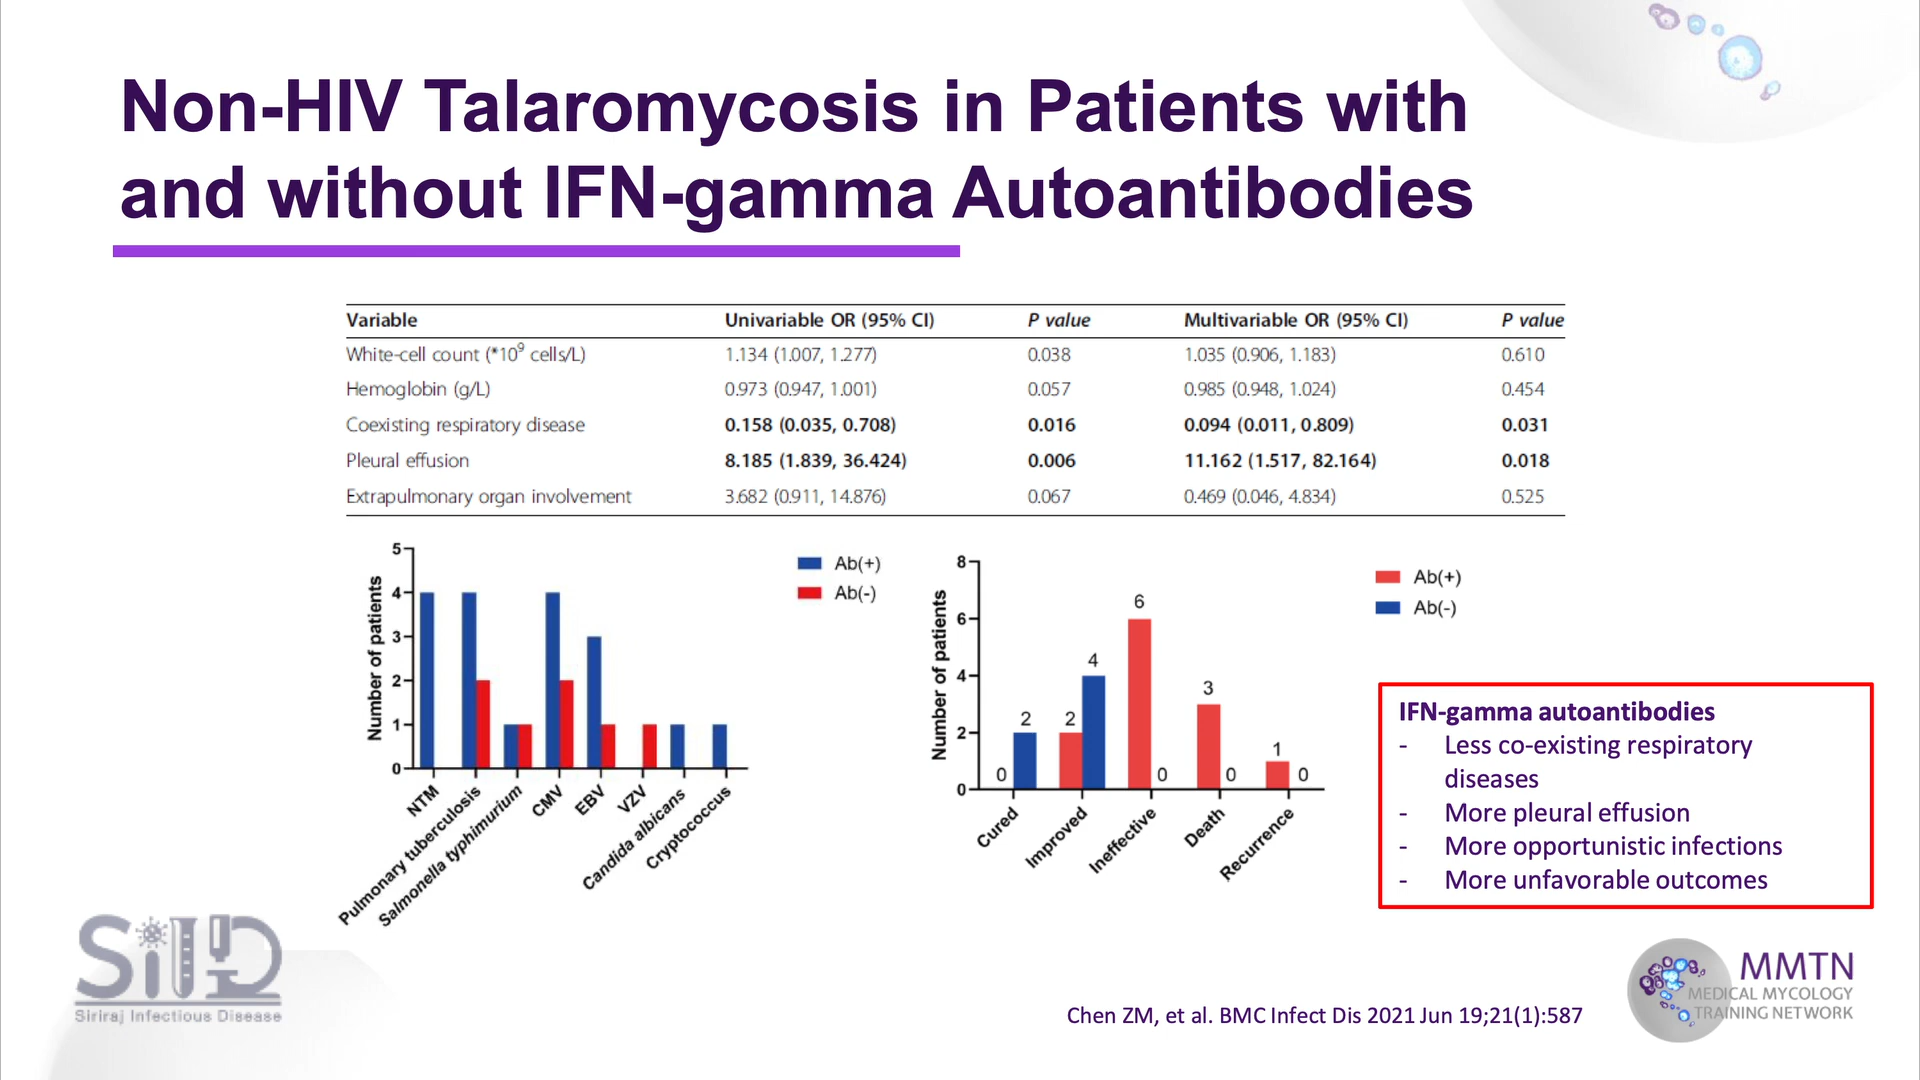 Non-HIV Talaromycosis in Patients with
and without IFN-gamma Autoantibodies
Variable Univariable OR (95% CI) P value Multivariable OR (95% CI) P value
White-cell count (*10⁹ cells/L) 1.134 (1.007, 1.277) 0.038 1.035 (0.906, 1.183) 0.610
Hemoglobin (g/L) 0.973 (0.947, 1.001) 0.057 0.985 (0.948, 1.024) 0.454
Coexisting respiratory disease 0.158 (0.035, 0.708) 0.016 0.094 (0.011, 0.809) 0.031
Pleural effusion 8.185 (1.839, 36.424) 0.006 11.162 (1.517, 82.164) 0.018
Extrapulmonary organ involvement 3.682 (0.911, 14.876) 0.067 0.469 (0.046, 4.834) 0.525
Number of patients
5
4
3
2
1
0
NTM
Pulmonary tuberculosis
Salmonella typhimurium
CMV
EBV
VZV
Candida albicans
Cryptococcus
Ab(+)
Ab(-)
Number of patients
8
6
4
2
0
0 2
2 4
6 0
3 0
1 0
Cured
Improved
Ineffective
Death
Recurrence
Ab(+)
Ab(-)
IFN-gamma autoantibodies
- Less co-existing respiratory
diseases
- More pleural effusion
- More opportunistic infections
- More unfavorable outcomes
SiID
Siriraj Infectious Disease
Chen ZM, et al. BMC Infect Dis 2021 Jun 19;21(1):587
MMTN
MEDICAL MYCOLOGY
TRAINING NETWORK